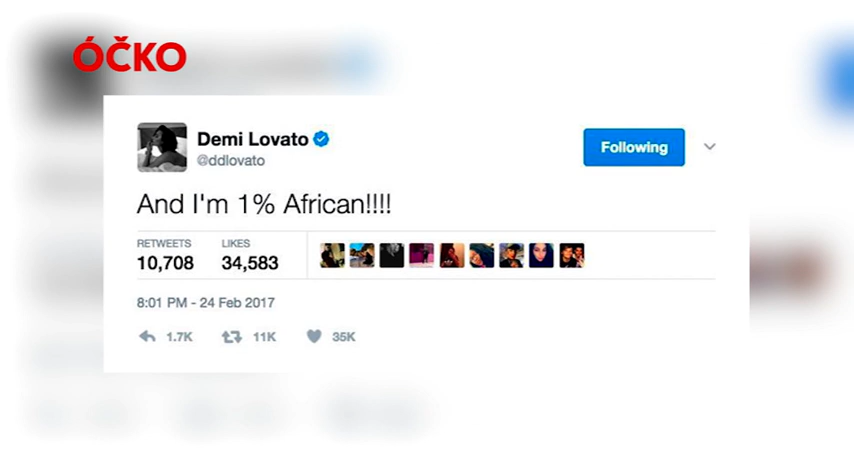 ÓČKO
Demi Lovato
@ddlovato
Following
And I'm 1% African!!!!
RETWEETS LIKES
10,708 34,583
8:01 PM - 24 Feb 2017
1.7K 11K 35K